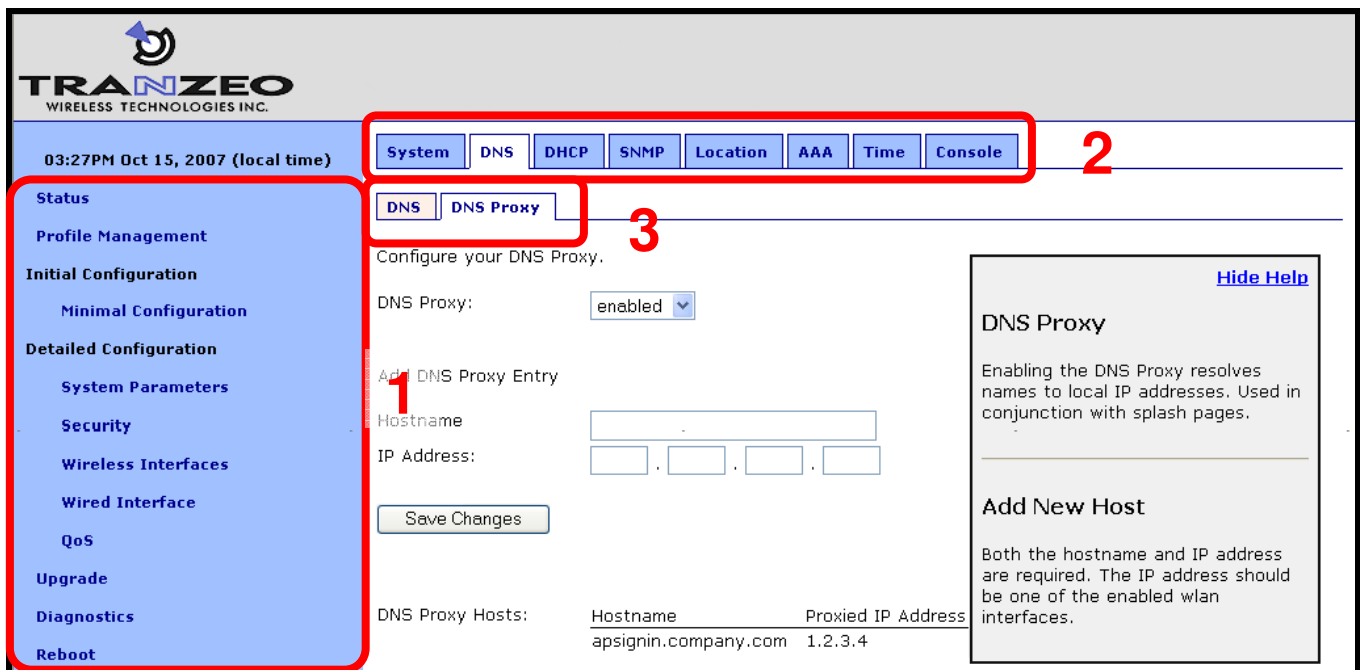 TRANZEO
WIRELESS TECHNOLOGIES INC.
03:27PM Oct 15, 2007 (local time)
Status
Profile Management
Initial Configuration
Minimal Configuration
Detailed Configuration
System Parameters
Security
Wireless Interfaces
Wired Interface
QoS
Upgrade
Diagnostics
Reboot
1
System DNS DHCP SNMP Location AAA Time Console
2
DNS DNS Proxy
3
Configure your DNS Proxy.
DNS Proxy: enabled
Add DNS Proxy Entry
Hostname
IP Address: . . .
Save Changes
DNS Proxy Hosts: Hostname Proxied IP Address
apsignin.company.com 1.2.3.4
Hide Help
DNS Proxy
Enabling the DNS Proxy resolves
names to local IP addresses. Used in
conjunction with splash pages.
Add New Host
Both the hostname and IP address
are required. The IP address should
be one of the enabled wlan
interfaces.